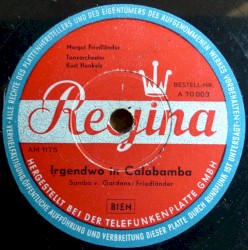 ALLE RECHTE DES PLATTENHERSTELLERS UND DES EIGENTÜMERS DES AUFGENOMMENEN WERKES VORBEHALTEN
Margot Friedländer
Tanzorchester
Kurt Henkels
BESTELL-NR.
A 70 003
Regina
AM 1175
Irgendwo in Calabamba
Samba v. Gardens; Friedländer
BIEM
HERGESTELLT BEI DER TELEFUNKENPLATTE GMBH
ÖFFENTLICHE AUFFÜHRUNG UND VERBREITUNG DIESER PLATTE DURCH RUNDFUNK IST UNTERSAGT